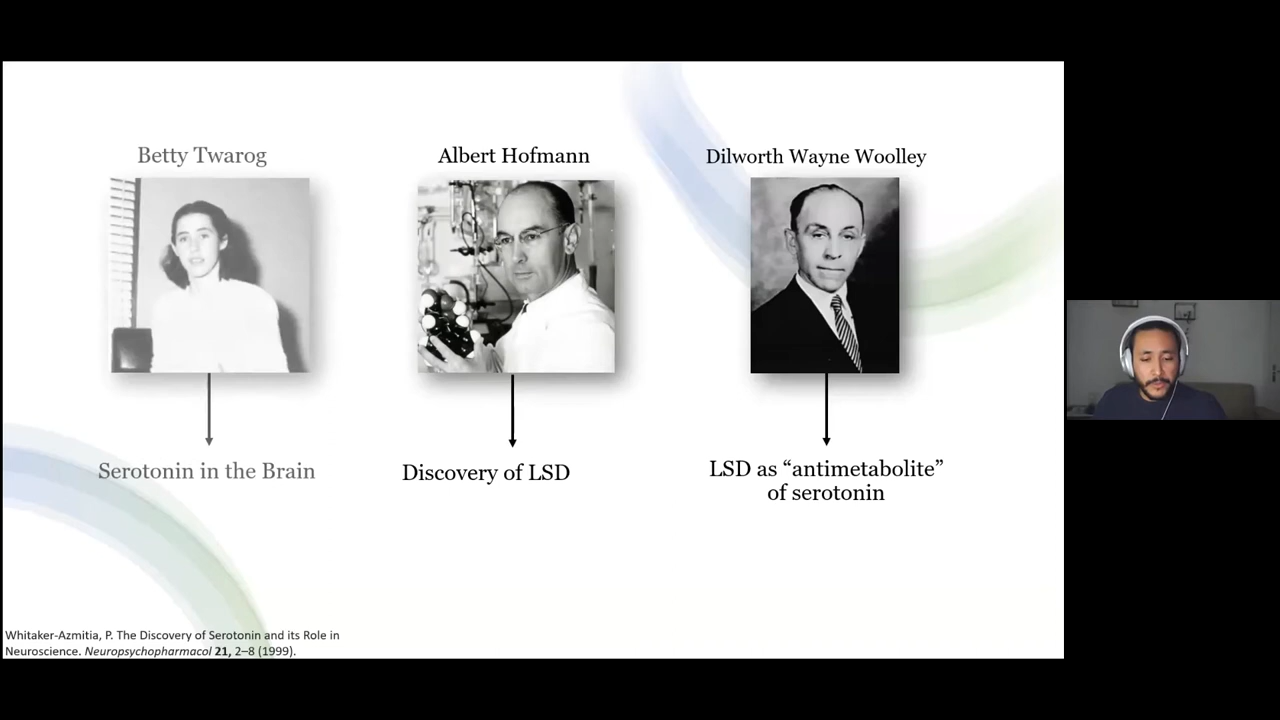 Betty Twarog
Albert Hofmann
Dilworth Wayne Woolley
Serotonin in the Brain
Discovery of LSD
LSD as “antimetabolite”
of serotonin
Whitaker-Azmitia, P. The Discovery of Serotonin and its Role in
Neuroscience. Neuropsychopharmacol 21, 2–8 (1999).